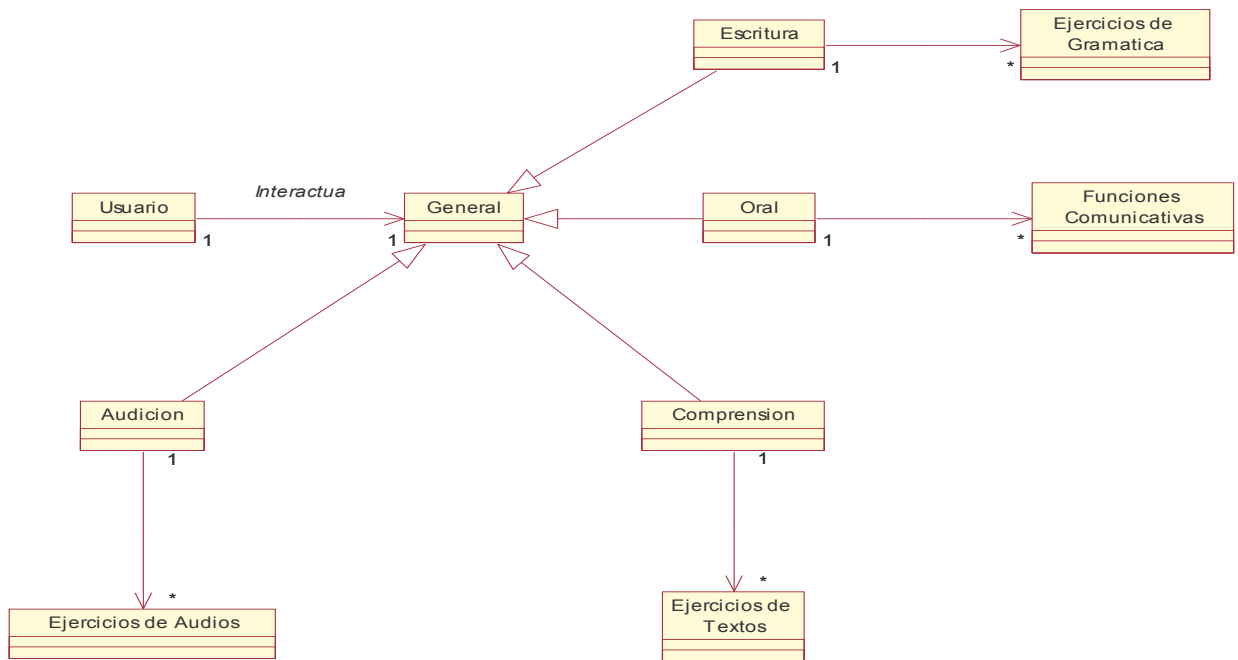 Escritura
1
Ejercicios de
Gramatica
*
Usuario
1
Interactua
General
1
Oral
1
Funciones
Comunicativas
*
Audicion
1
Comprension
1
*
Ejercicios de Audios
*
Ejercicios de
Textos